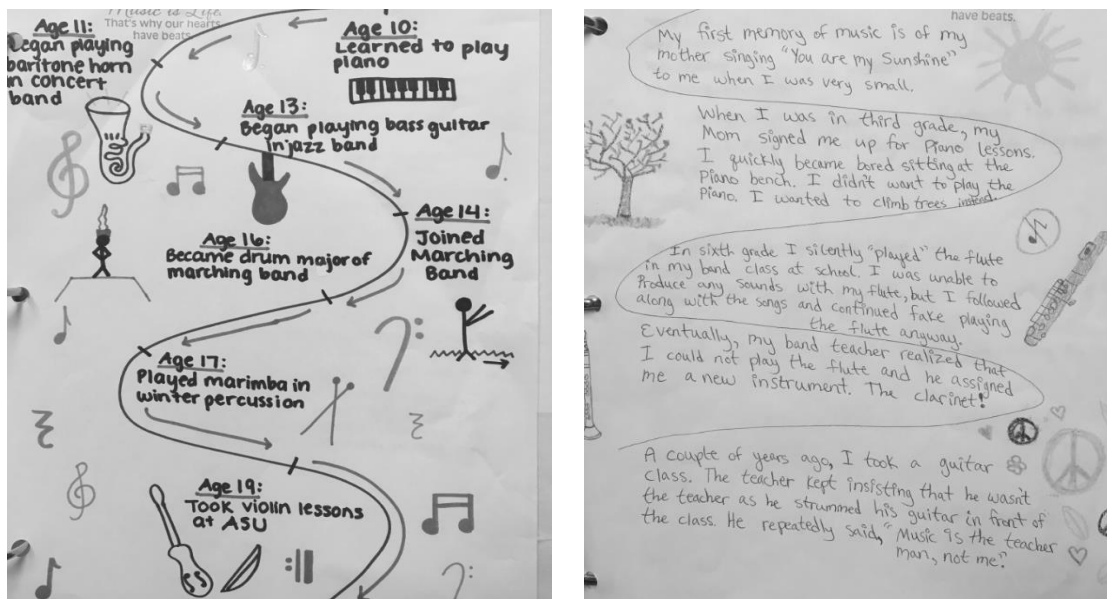 Music is Life.
That's why our hearts
have beats.
Age 11:
Began playing
baritone horn
in concert
band
Age 10:
Learned to play
piano
Age 13:
Began playing bass guitar
in jazz band
Age 14:
Joined
Marching
Band
Age 16:
Became drum major of
marching band
Age 17:
Played marimba in
winter percussion
Age 19:
Took violin lessons
at ASU
have beats.
My first memory of music is of my
mother singing "You are my Sunshine"
to me when I was very small.
When I was in third grade, my
Mom signed me up for Piano lessons.
I quickly became bored sitting at the
Piano bench. I didn't want to play the
Piano. I wanted to climb trees instead.
In sixth grade I silently "played" the flute
in my band class at school. I was unable to
Produce any sounds with my flute, but I followed
along with the songs and continued fake playing
the flute anyway.
Eventually, my band teacher realized that
I could not play the flute and he assigned
me a new instrument. The clarinet!
A couple of years ago, I took a guitar
class. The teacher kept insisting that he wasn't
the teacher as he strummed his guitar in front of
the class. He repeatedly said, "Music is the teacher
man, not me".